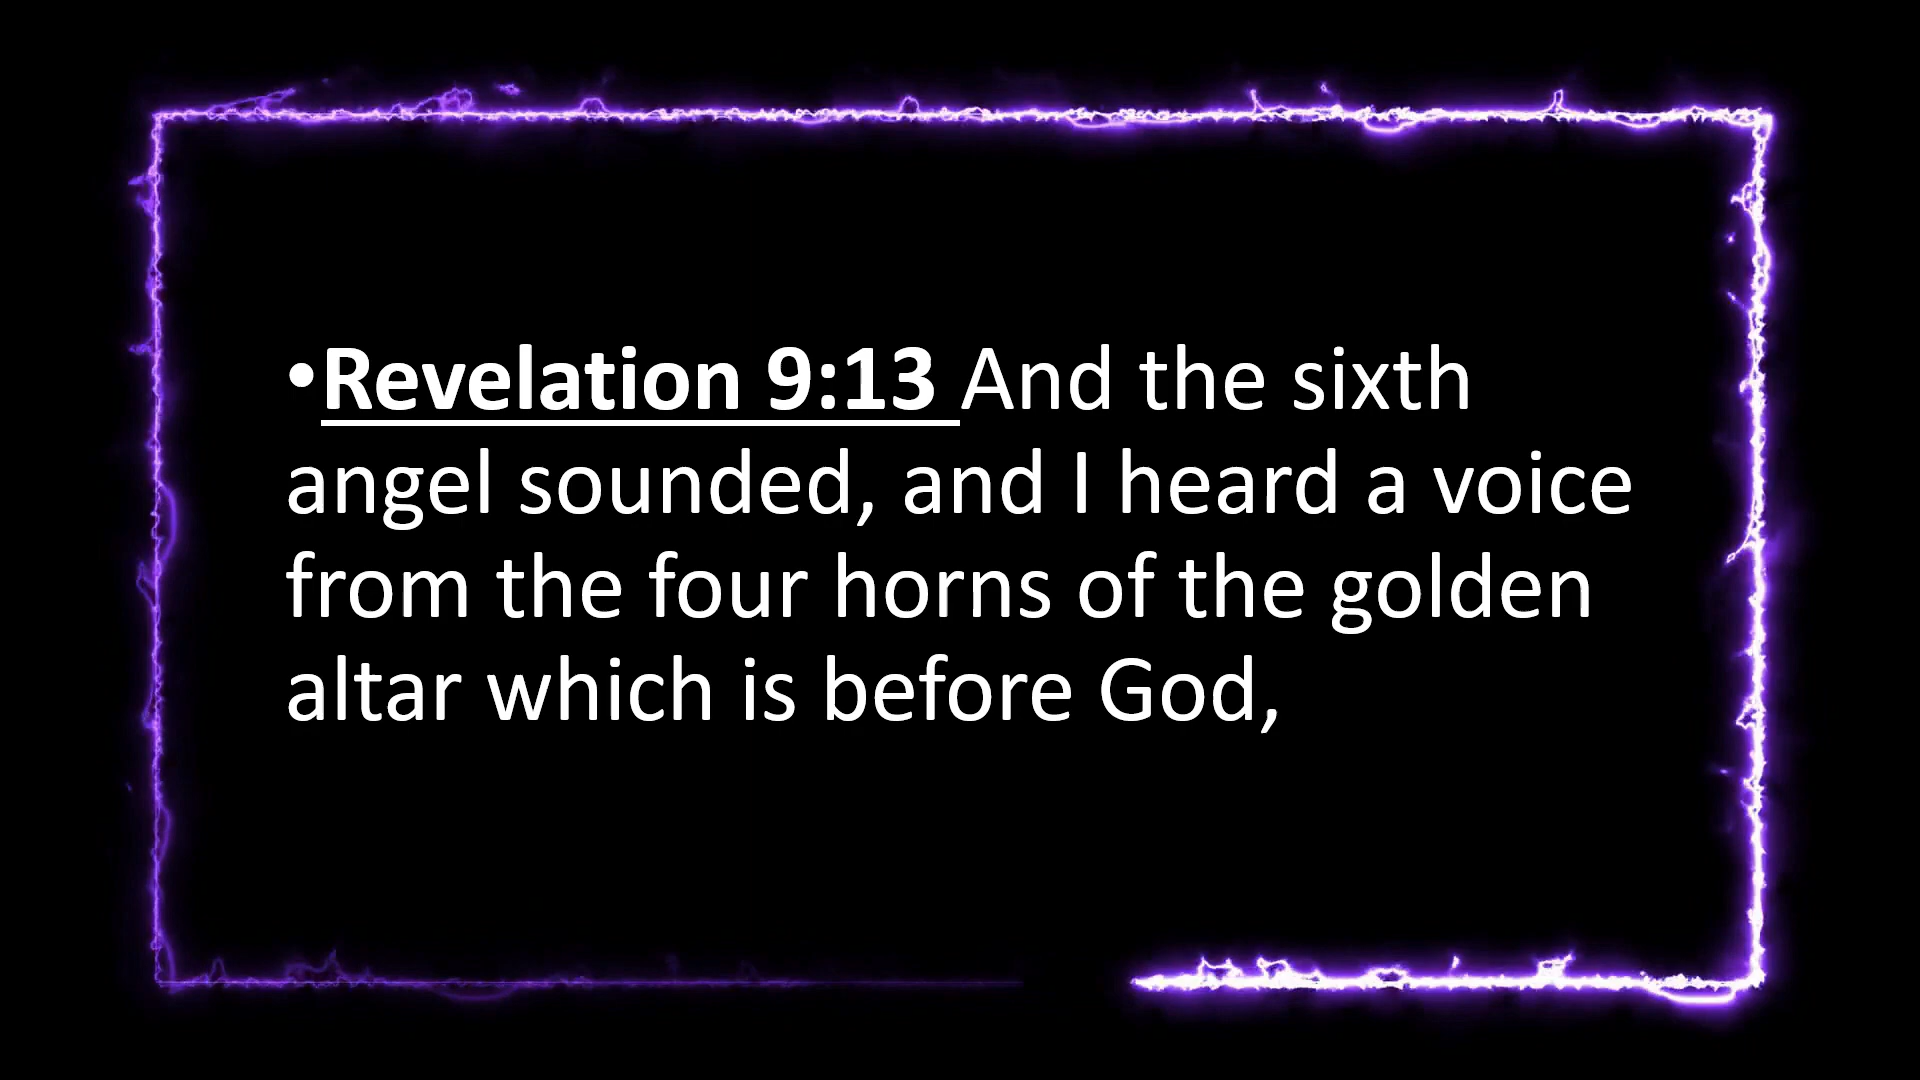 •Revelation 9:13 And the sixth
angel sounded, and I heard a voice
from the four horns of the golden
altar which is before God,